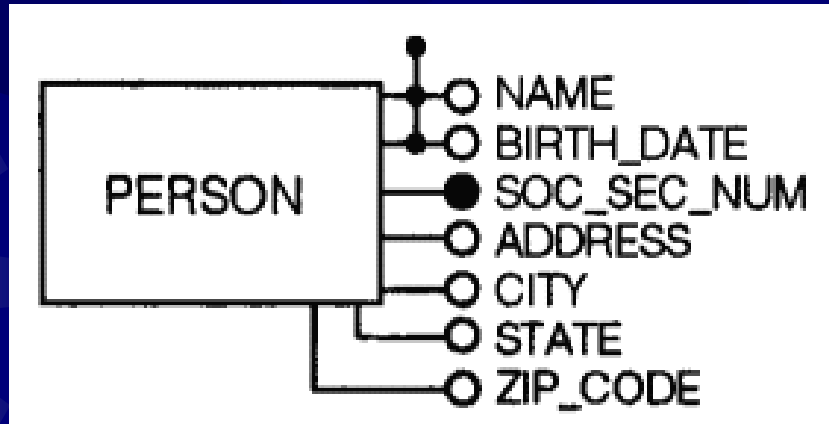 NAME
BIRTH_DATE
PERSON
SOC_SEC_NUM
ADDRESS
CITY
STATE
ZIP_CODE